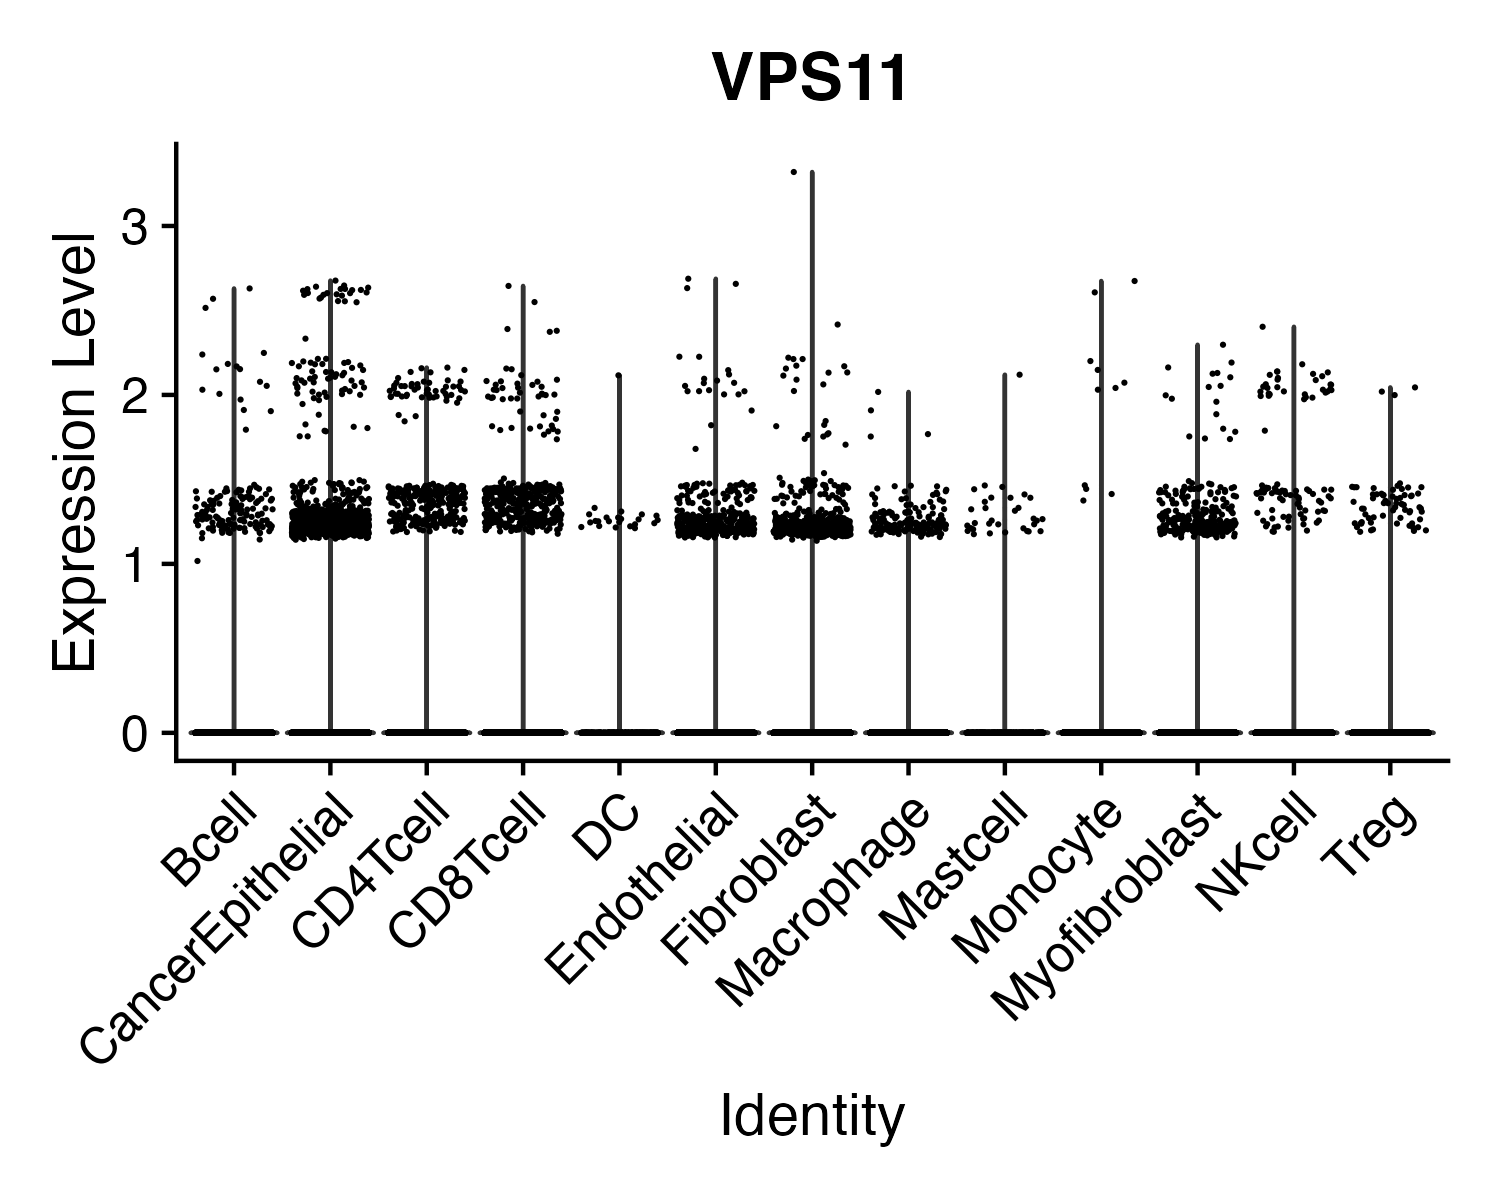 VPS11
Expression Level
3
2
1
0
Bcell
CancerEpithelial
CD4Tcell
CD8Tcell
DC
Endothelial
Fibroblast
Macrophage
Mastcell
Monocyte
Myofibroblast
NKcell
Treg
Identity